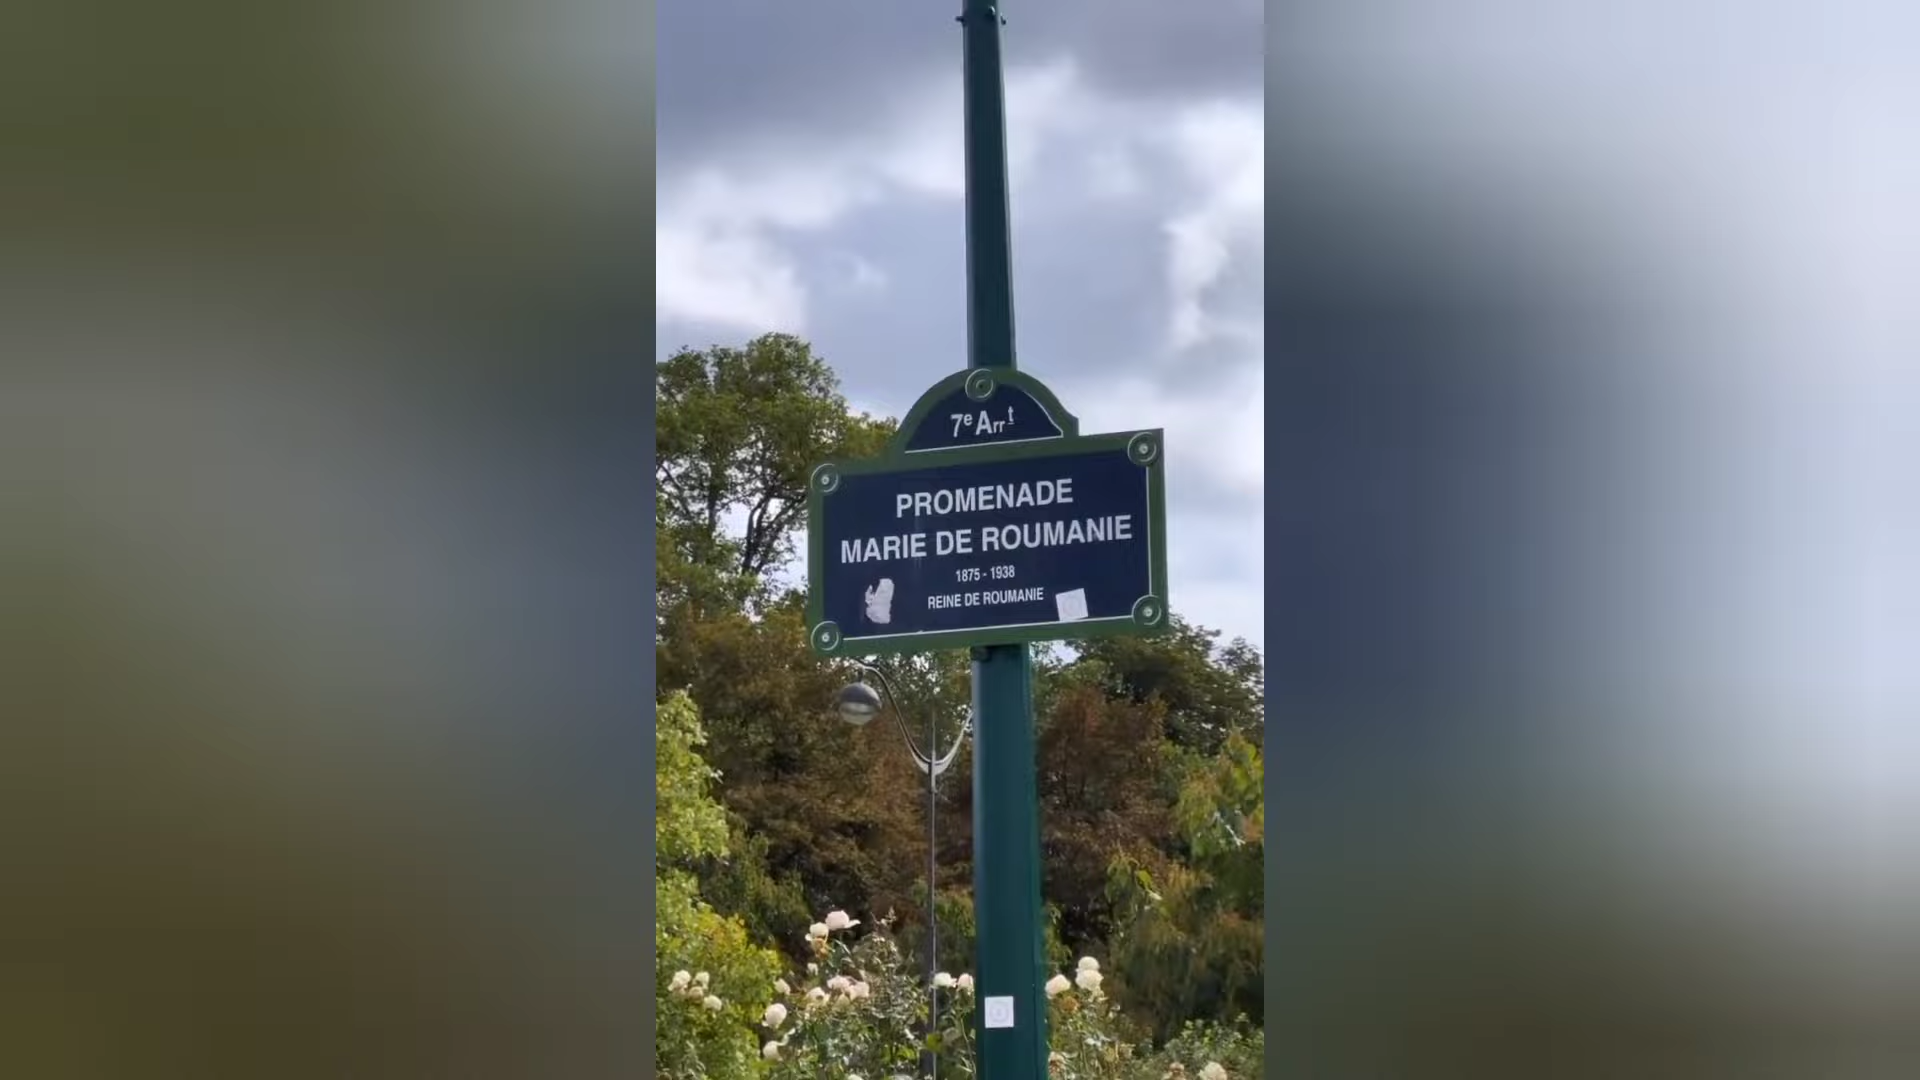 7e Arrt
PROMENADE
MARIE DE ROUMANIE
1875 - 1938
REINE DE ROUMANIE